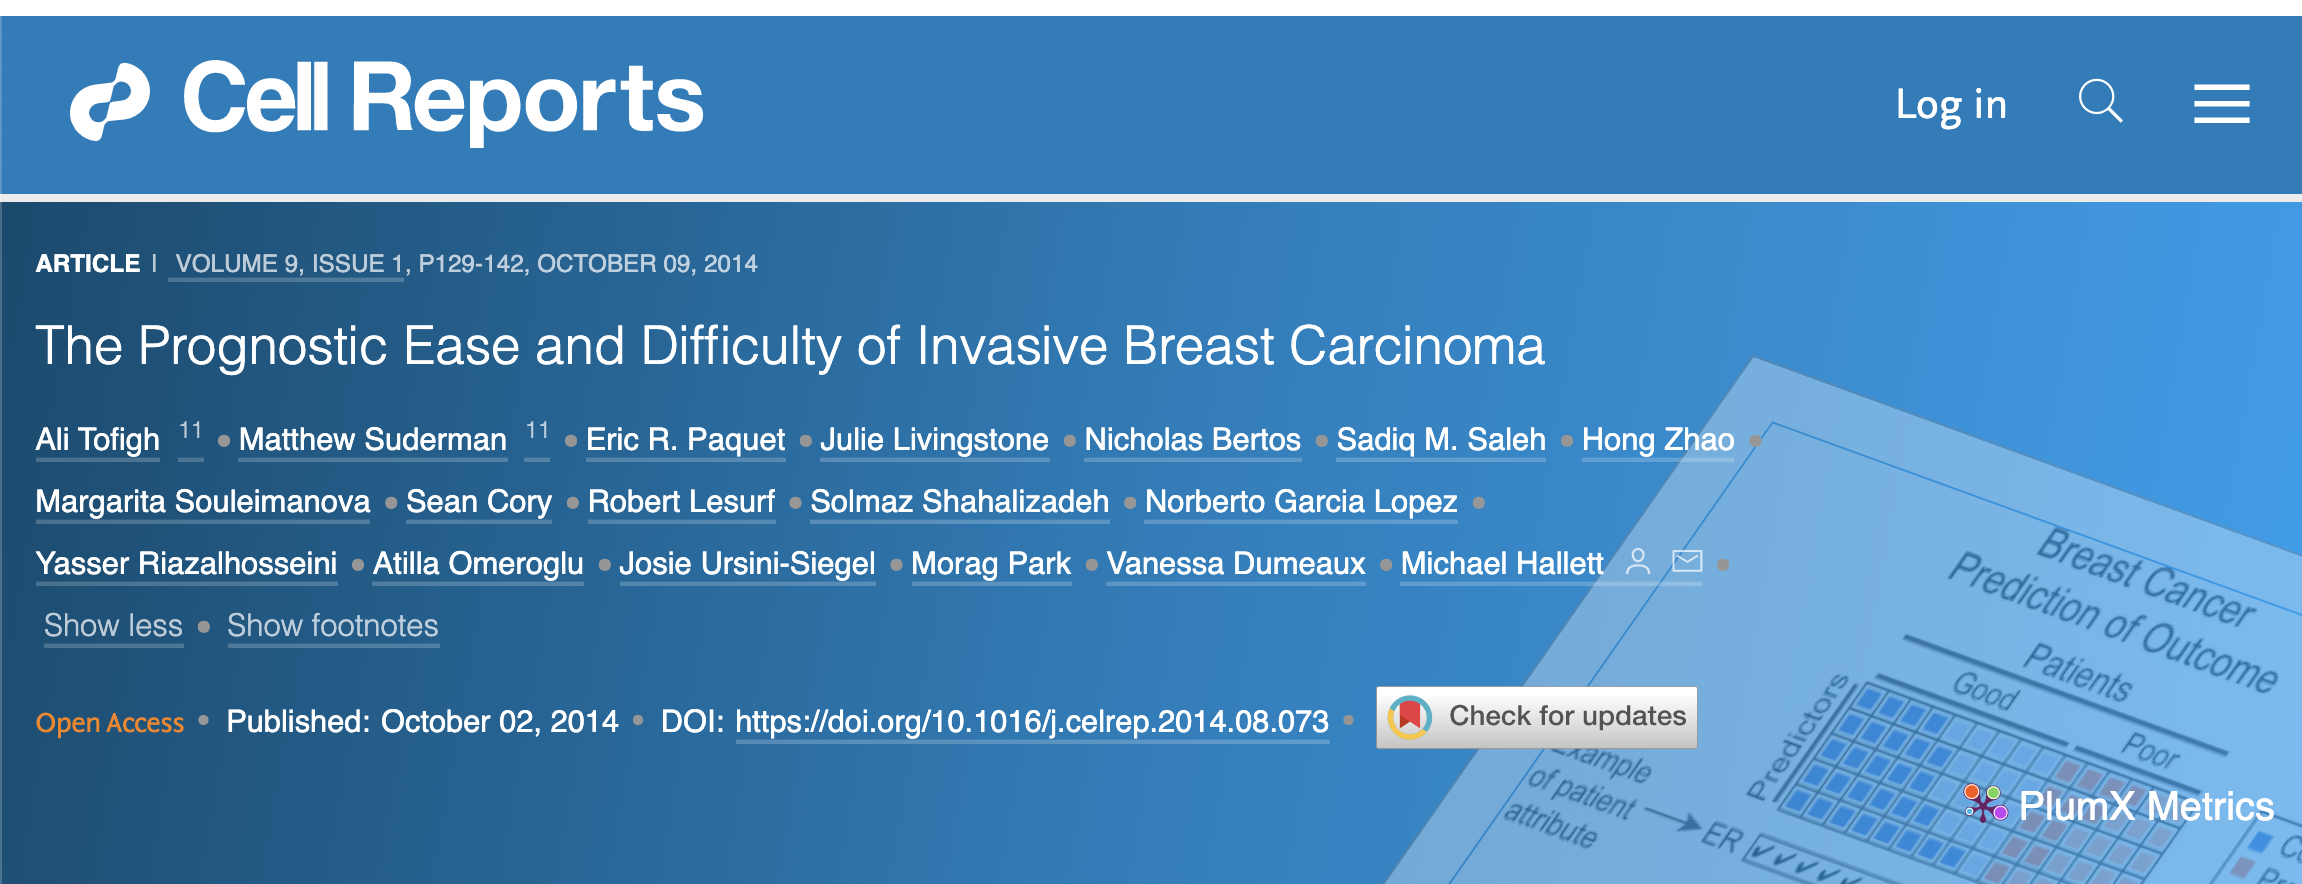 Cell Reports
Log in
ARTICLE | VOLUME 9, ISSUE 1, P129-142, OCTOBER 09, 2014
The Prognostic Ease and Difficulty of Invasive Breast Carcinoma
Ali Tofigh 11 • Matthew Suderman 11 • Eric R. Paquet • Julie Livingstone • Nicholas Bertos • Sadiq M. Saleh • Hong Zhao •
Margarita Souleimanova • Sean Cory • Robert Lesurf • Solmaz Shahalizadeh • Norberto Garcia Lopez •
Yasser Riazalhosseini • Atilla Omeroglu • Josie Ursini-Siegel • Morag Park • Vanessa Dumeaux • Michael Hallett •
Show less • Show footnotes
Open Access • Published: October 02, 2014 • DOI: https://doi.org/10.1016/j.celrep.2014.08.073 •
Check for updates
Breast Cancer
Prediction of Outcome
Patients
Good
Poor
Predictors
Example
of patient
attribute
ER
PlumX Metrics